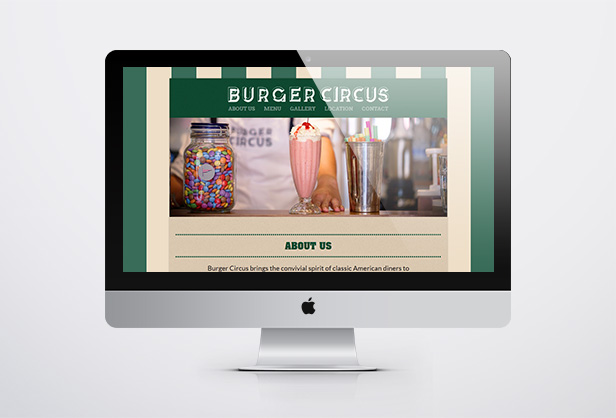 BURGER CIRCUS
ABOUT US MENU GALLERY LOCATION CONTACT
BURGER
CIRCUS
ABOUT US
Burger Circus brings the convivial spirit of classic American diners to